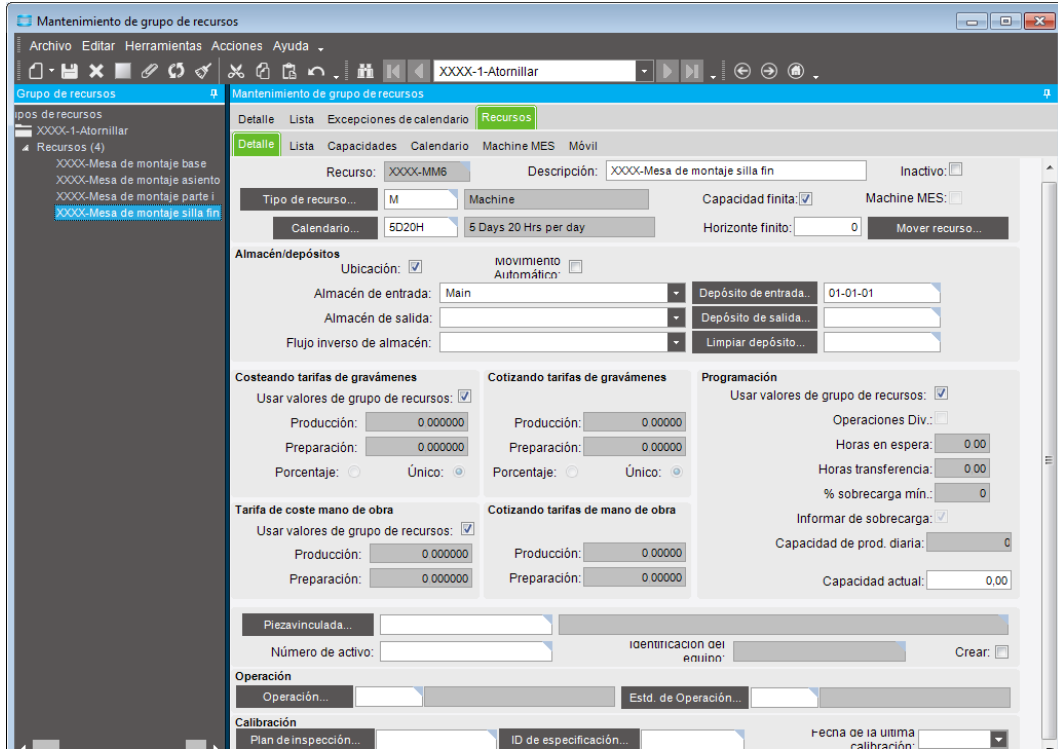 Mantenimiento de grupo de recursos
Archivo Editar Herramientas Acciones Ayuda
XXXX-1-Atornillar
Grupo de recursos
Mantenimiento de grupo de recursos
ipos de recursos
XXXX-1-Atornillar
Recursos (4)
XXXX-Mesa de montaje base
XXXX-Mesa de montaje asiento
XXXX-Mesa de montaje parte i
XXXX-Mesa de montaje silla fin
Detalle Lista Excepciones de calendario Recursos
Detalle Lista Capacidades Calendario Machine MES Móvil
Recurso: XXXX-MM6 Descripción: XXXX-Mesa de montaje silla fin Inactivo:
Tipo de recurso... M Machine Capacidad finita: Machine MES:
Calendario... 5D20H 5 Days 20 Hrs per day Horizonte finito: 0 Mover recurso...
Almacén/depósitos
Ubicación: Movimiento Automático:
Almacén de entrada: Main Depósito de entrada.. 01-01-01
Almacén de salida: Depósito de salida...
Flujo inverso de almacén: Limpiar depósito...
Costeando tarifas de gravámenes Cotizando tarifas de gravámenes Programación
Usar valores de grupo de recursos: Usar valores de grupo de recursos:
Producción: 0 000000 Producción: 0 00000 Operaciones Div.:
Preparación: 0 000000 Preparación: 0 00000 Horas en espera: 0 00
Porcentaje: Único: Porcentaje: Único: Horas transferencia: 0 00
% sobrecarga mín.: 0
Tarifa de coste mano de obra Cotizando tarifas de mano de obra Informar de sobrecarga:
Usar valores de grupo de recursos:
Producción: 0 000000 Producción: 0 00000 Capacidad de prod. diaria: 0
Preparación: 0 000000 Preparación: 0 00000 Capacidad actual: 0,00
Piezavinculada...
Número de activo: Identificación del equipo: Crear:
Operación
Operación... Estd. de Operación...
Calibración
Plan de inspección... ID de especificación... Fecha de la última calibración: